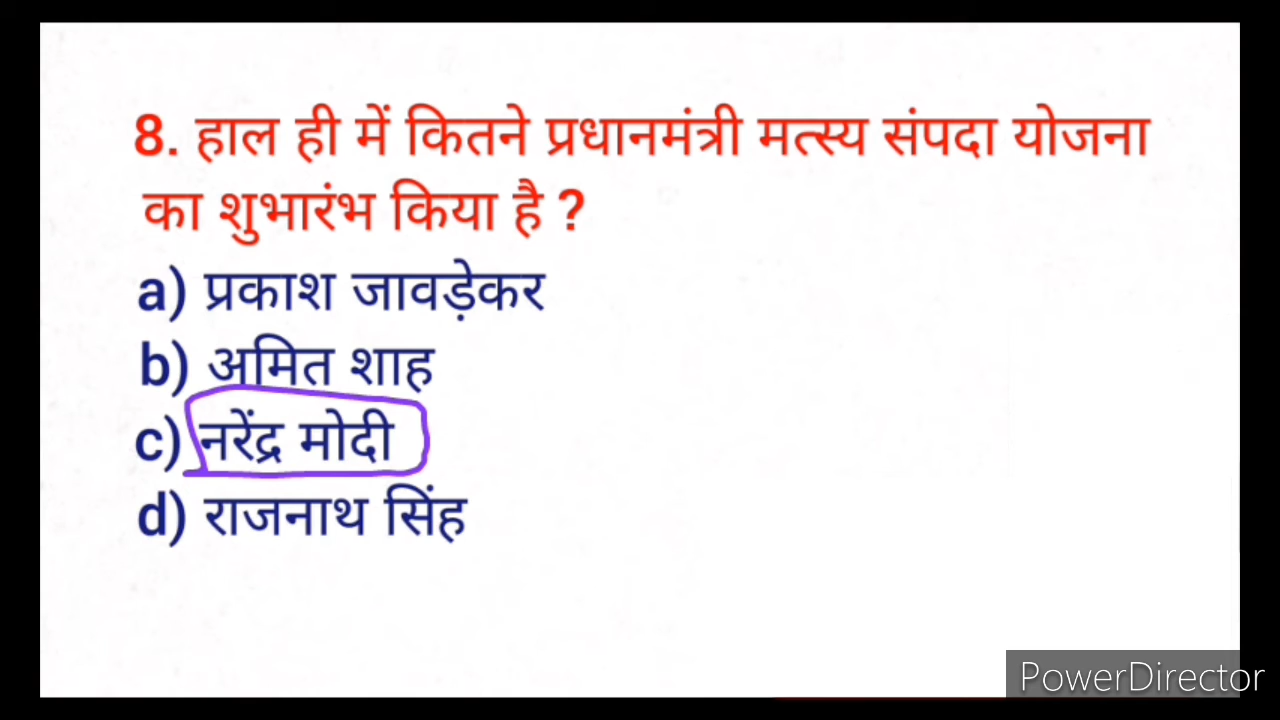 8. हाल ही में कितने प्रधानमंत्री मत्स्य संपदा योजना
का शुभारंभ किया है ?
a) प्रकाश जावड़ेकर
b) अमित शाह
c) नरेंद्र मोदी
d) राजनाथ सिंह
PowerDirector